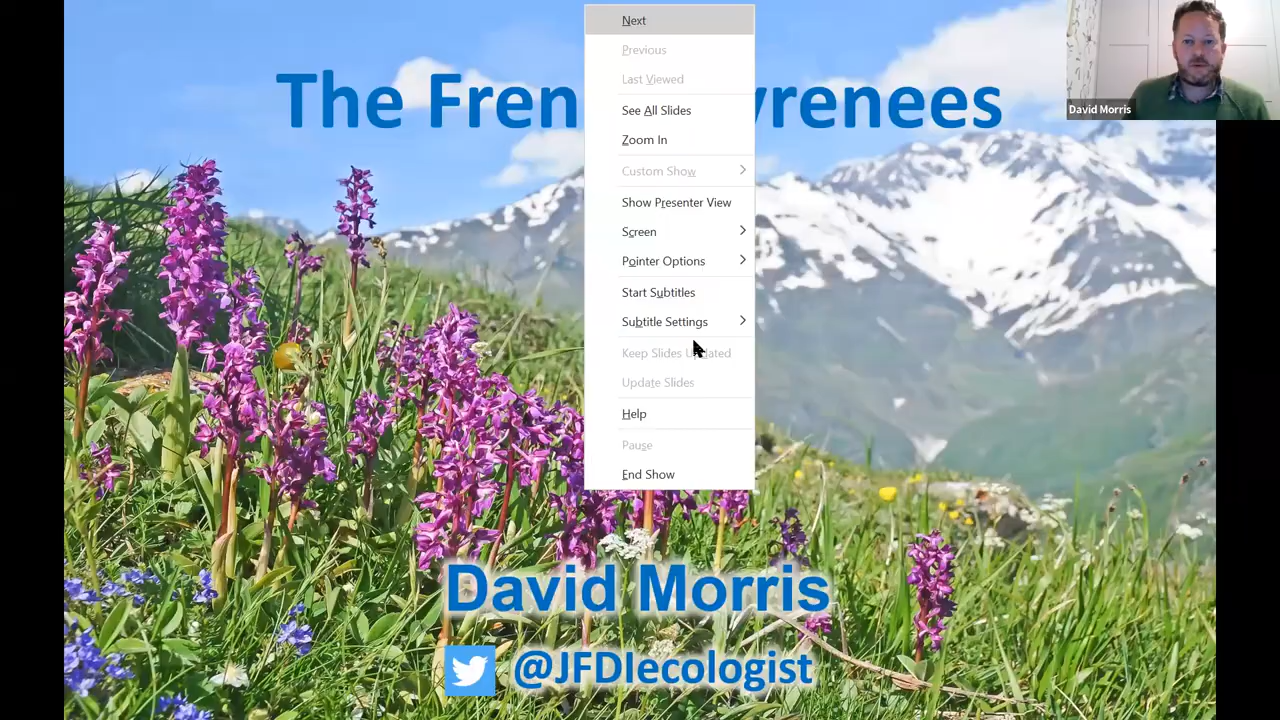 The Fren yrenees
Next
Previous
Last Viewed
See All Slides
Zoom In
Custom Show
Show Presenter View
Screen
Pointer Options
Start Subtitles
Subtitle Settings
Keep Slides Updated
Update Slides
Help
Pause
End Show
David Morris
David Morris
@JFDIecologist